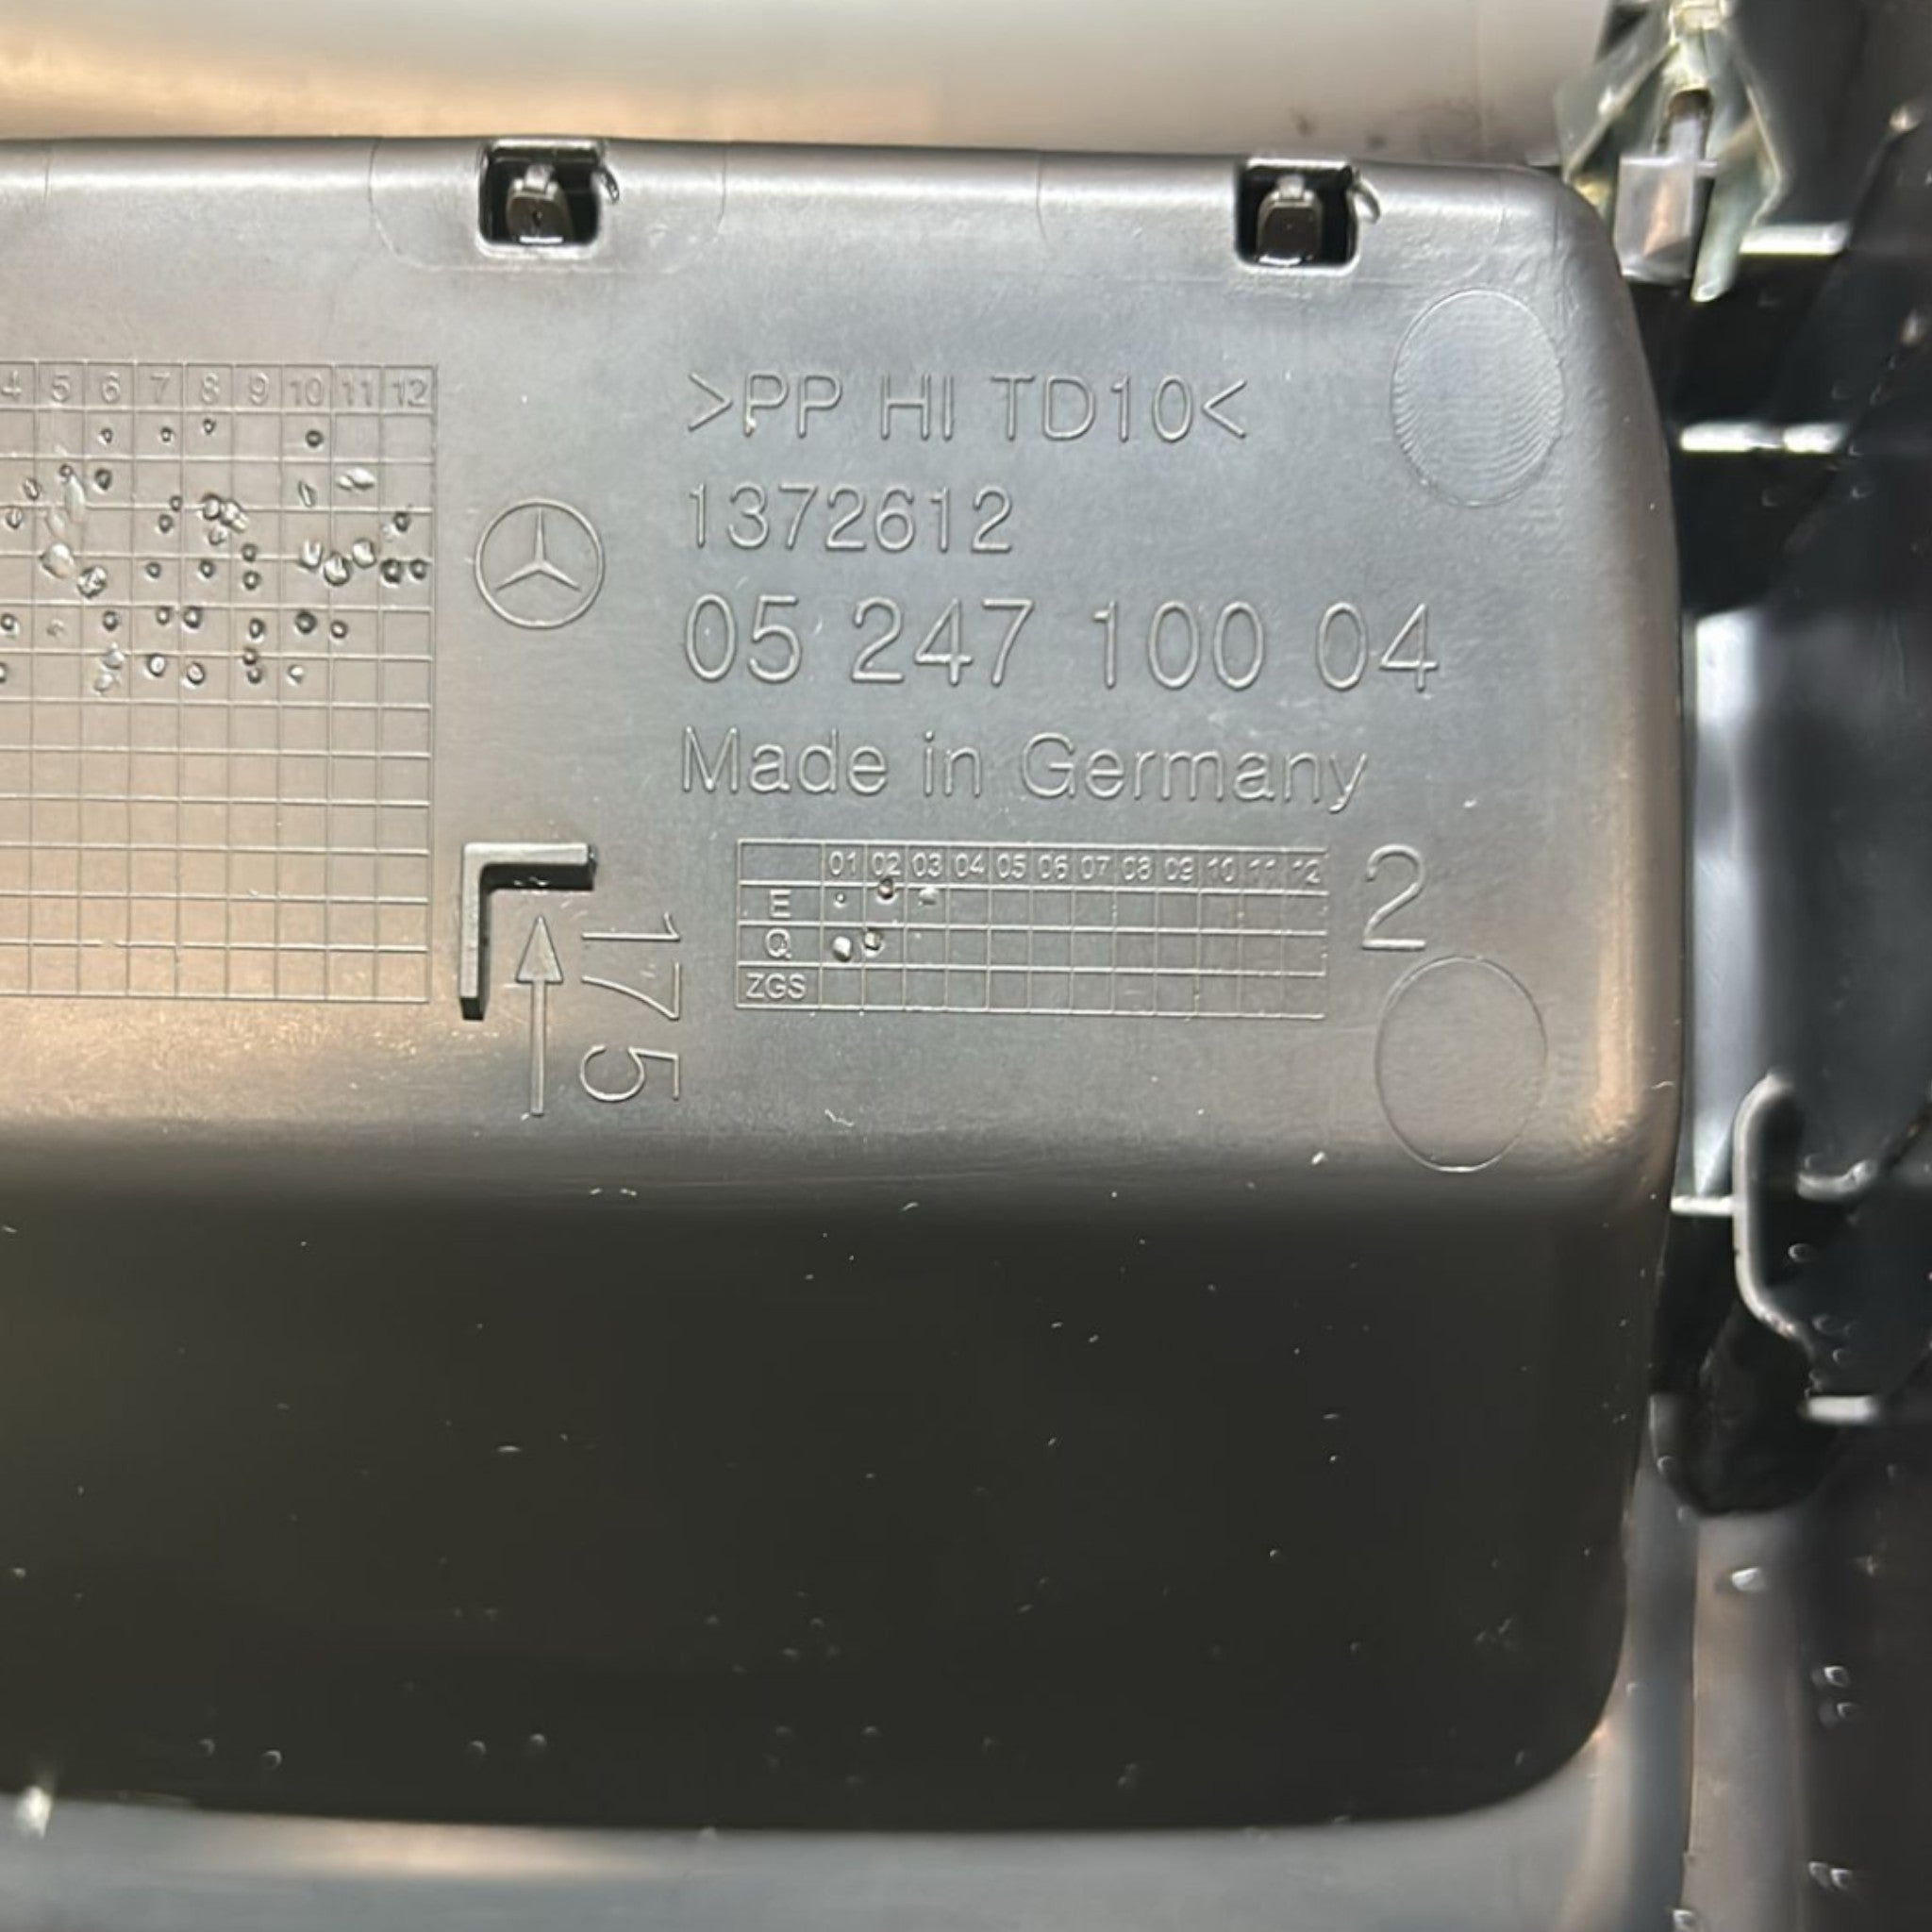 4 5 6 7 8 9 10 11 12
>PP HI TD10<
1372612
05 247 100 04
Made in Germany
01 02 03 04 05 06 07 08 09 10 11 12
E
Q
ZGS
2
175